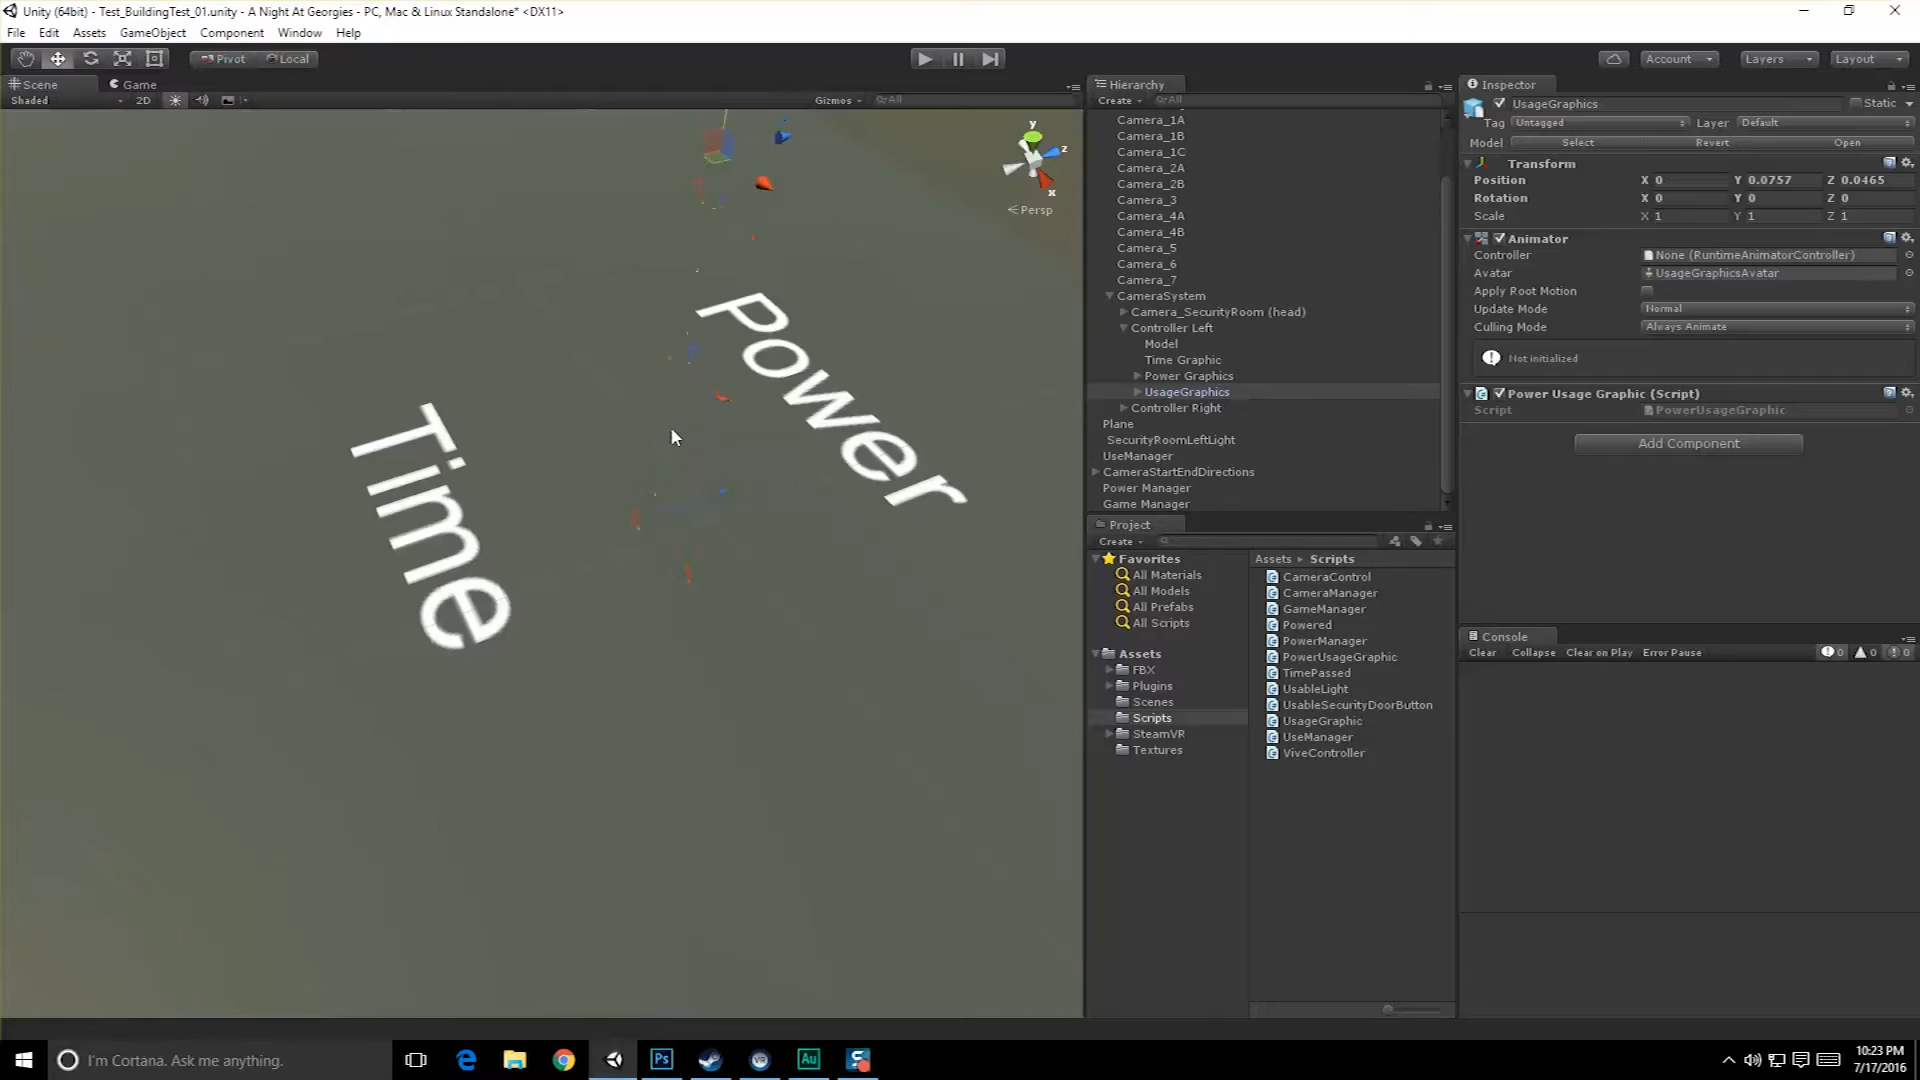 Unity (64bit) - Test_BuildingTest_01.unity - A Night At Georgies - PC, Mac & Linux Standalone* <DX11>
File Edit Assets GameObject Component Window Help
Pivot Local
Account Layers Layout
Scene Game
Shaded 2D Gizmos All
y
z
x
Persp
Time
Power
Hierarchy
Create All
Camera_1A
Camera_1B
Camera_1C
Camera_2A
Camera_2B
Camera_3
Camera_4A
Camera_4B
Camera_5
Camera_6
Camera_7
CameraSystem
Camera_SecurityRoom (head)
Controller Left
Model
Time Graphic
Power Graphics
UsageGraphics
Controller Right
Plane
SecurityRoomLeftLight
UseManager
CameraStartEndDirections
Power Manager
Game Manager
Project
Create
Favorites
All Materials
All Models
All Prefabs
All Scripts
Assets
FBX
Plugins
Scenes
Scripts
SteamVR
Textures
Assets Scripts
CameraControl
CameraManager
GameManager
Powered
PowerManager
PowerUsageGraphic
TimePassed
UsableLight
UsableSecurityDoorButton
UsageGraphic
UseManager
ViveController
Inspector
UsageGraphics Static
Tag Untagged Layer Default
Model Select Revert Open
Transform
Position X 0 Y 0.0757 Z 0.0465
Rotation X 0 Y 0 Z 0
Scale X 1 Y 1 Z 1
Animator
Controller None (RuntimeAnimatorController)
Avatar UsageGraphicsAvatar
Apply Root Motion
Update Mode Normal
Culling Mode Always Animate
Not initialized
Power Usage Graphic (Script)
Script PowerUsageGraphic
Add Component
Console
Clear Collapse Clear on Play Error Pause 0 0 0
I'm Cortana. Ask me anything.
Ps
Au
10:23 PM
7/17/2016